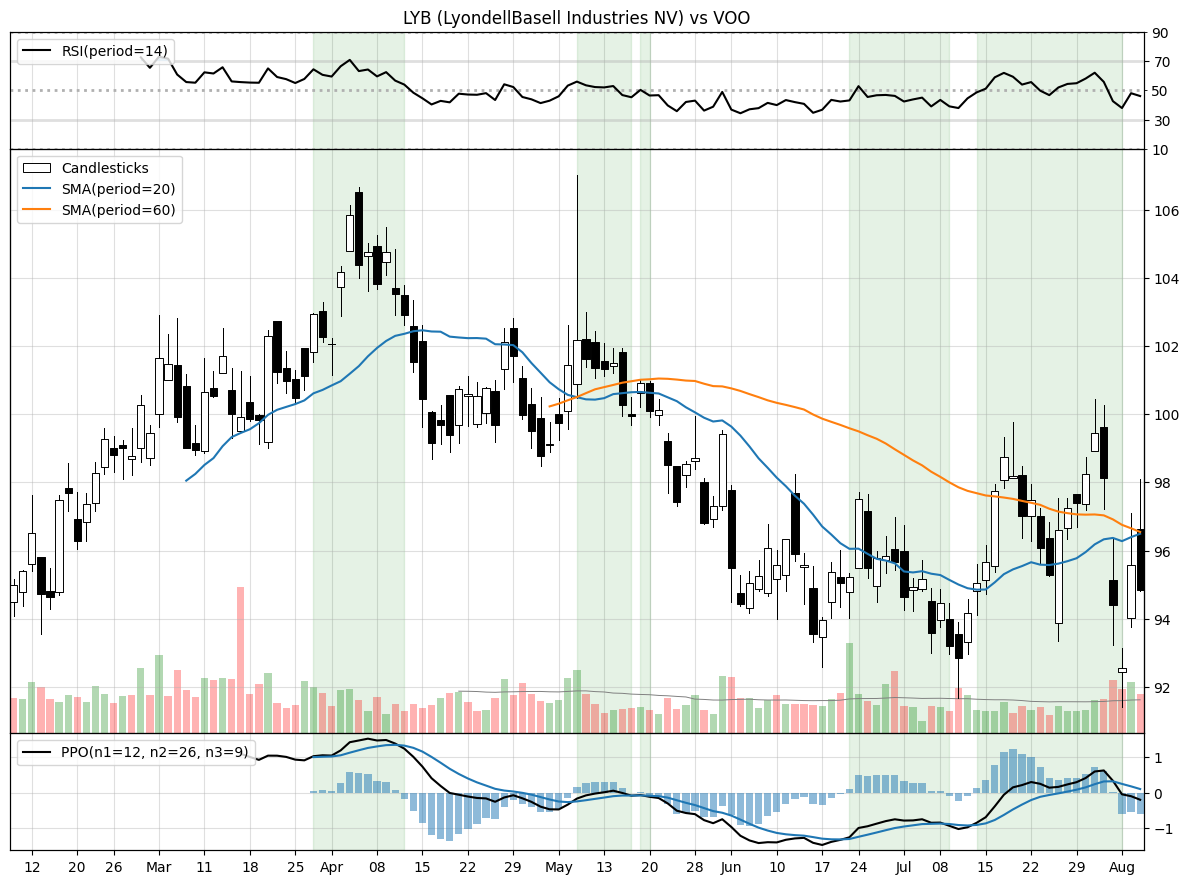 LYB (LyondellBasell Industries NV) vs VOO
RSI(period=14)
90
70
50
30
10
Candlesticks
SMA(period=20)
SMA(period=60)
106
104
102
100
98
96
94
92
PPO(n1=12, n2=26, n3=9)
1
0
−1
12 20 26 Mar 11 18 25 Apr 08 15 22 29 May 13 20 28 Jun 10 17 24 Jul 08 15 22 29 Aug